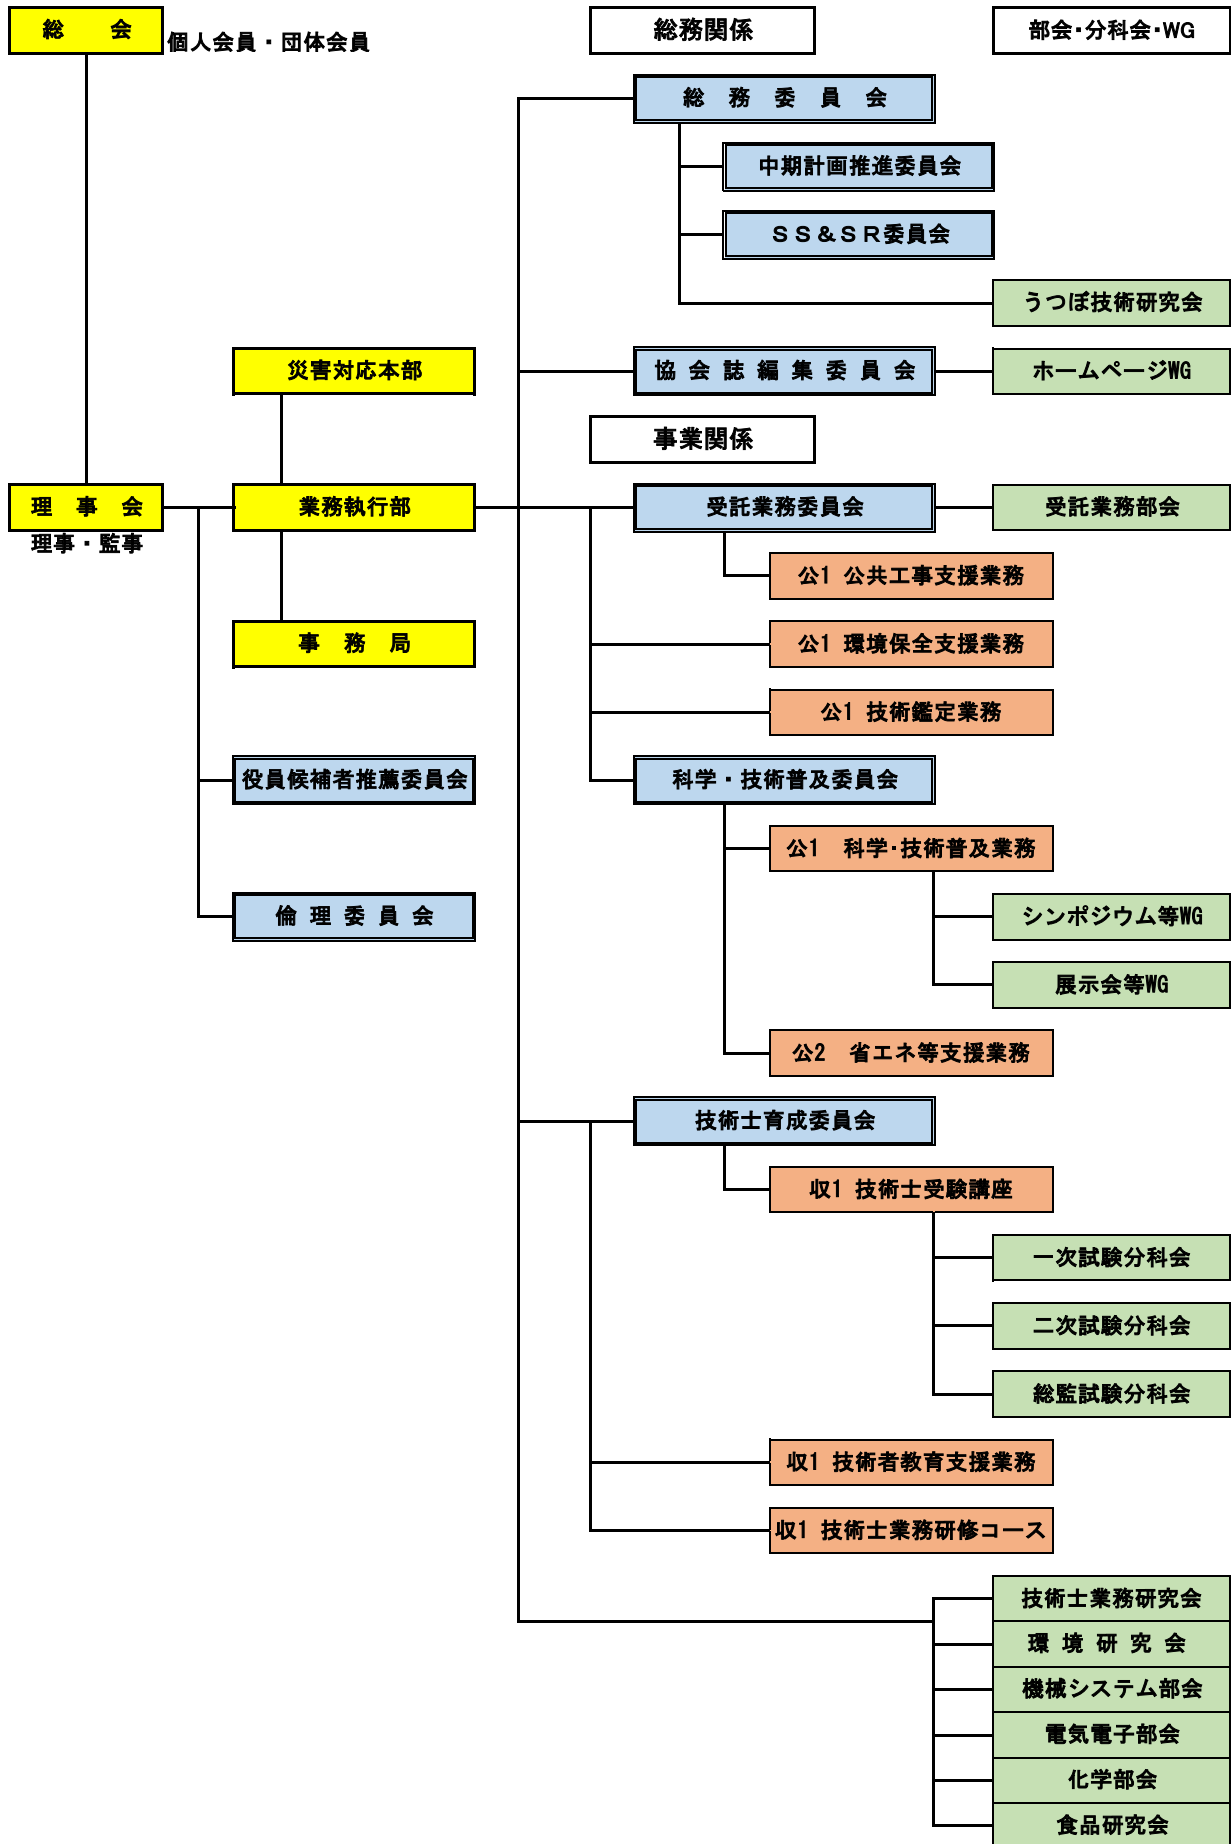 総　会
個人会員・団体会員
総務関係
部会・分科会・WG
総　務　委　員　会
中期計画推進委員会
ＳＳ＆ＳＲ委員会
うつぼ技術研究会
災害対応本部
協 会 誌 編 集 委 員 会
ホームページWG
事業関係
理　事　会
理事・監事
業務執行部
受託業務委員会
受託業務部会
公1 公共工事支援業務
事　務　局
公1 環境保全支援業務
公1 技術鑑定業務
役員候補者推薦委員会
科学・技術普及委員会
公1　科学・技術普及業務
倫 理 委 員 会
シンポジウム等WG
展示会等WG
公2　省エネ等支援業務
技術士育成委員会
収1 技術士受験講座
一次試験分科会
二次試験分科会
総監試験分科会
収1 技術者教育支援業務
収1 技術士業務研修コース
技術士業務研究会
環 境 研 究 会
機械システム部会
電気電子部会
化学部会
食品研究会